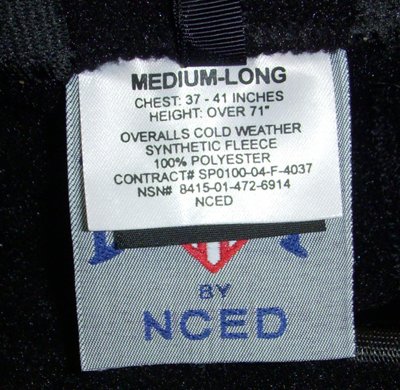 MEDIUM-LONG
CHEST: 37 - 41 INCHES
HEIGHT: OVER 71"
OVERALLS COLD WEATHER
SYNTHETIC FLEECE
100% POLYESTER
CONTRACT# SP0100-04-F-4037
NSN# 8415-01-472-6914
NCED
BY
NCED